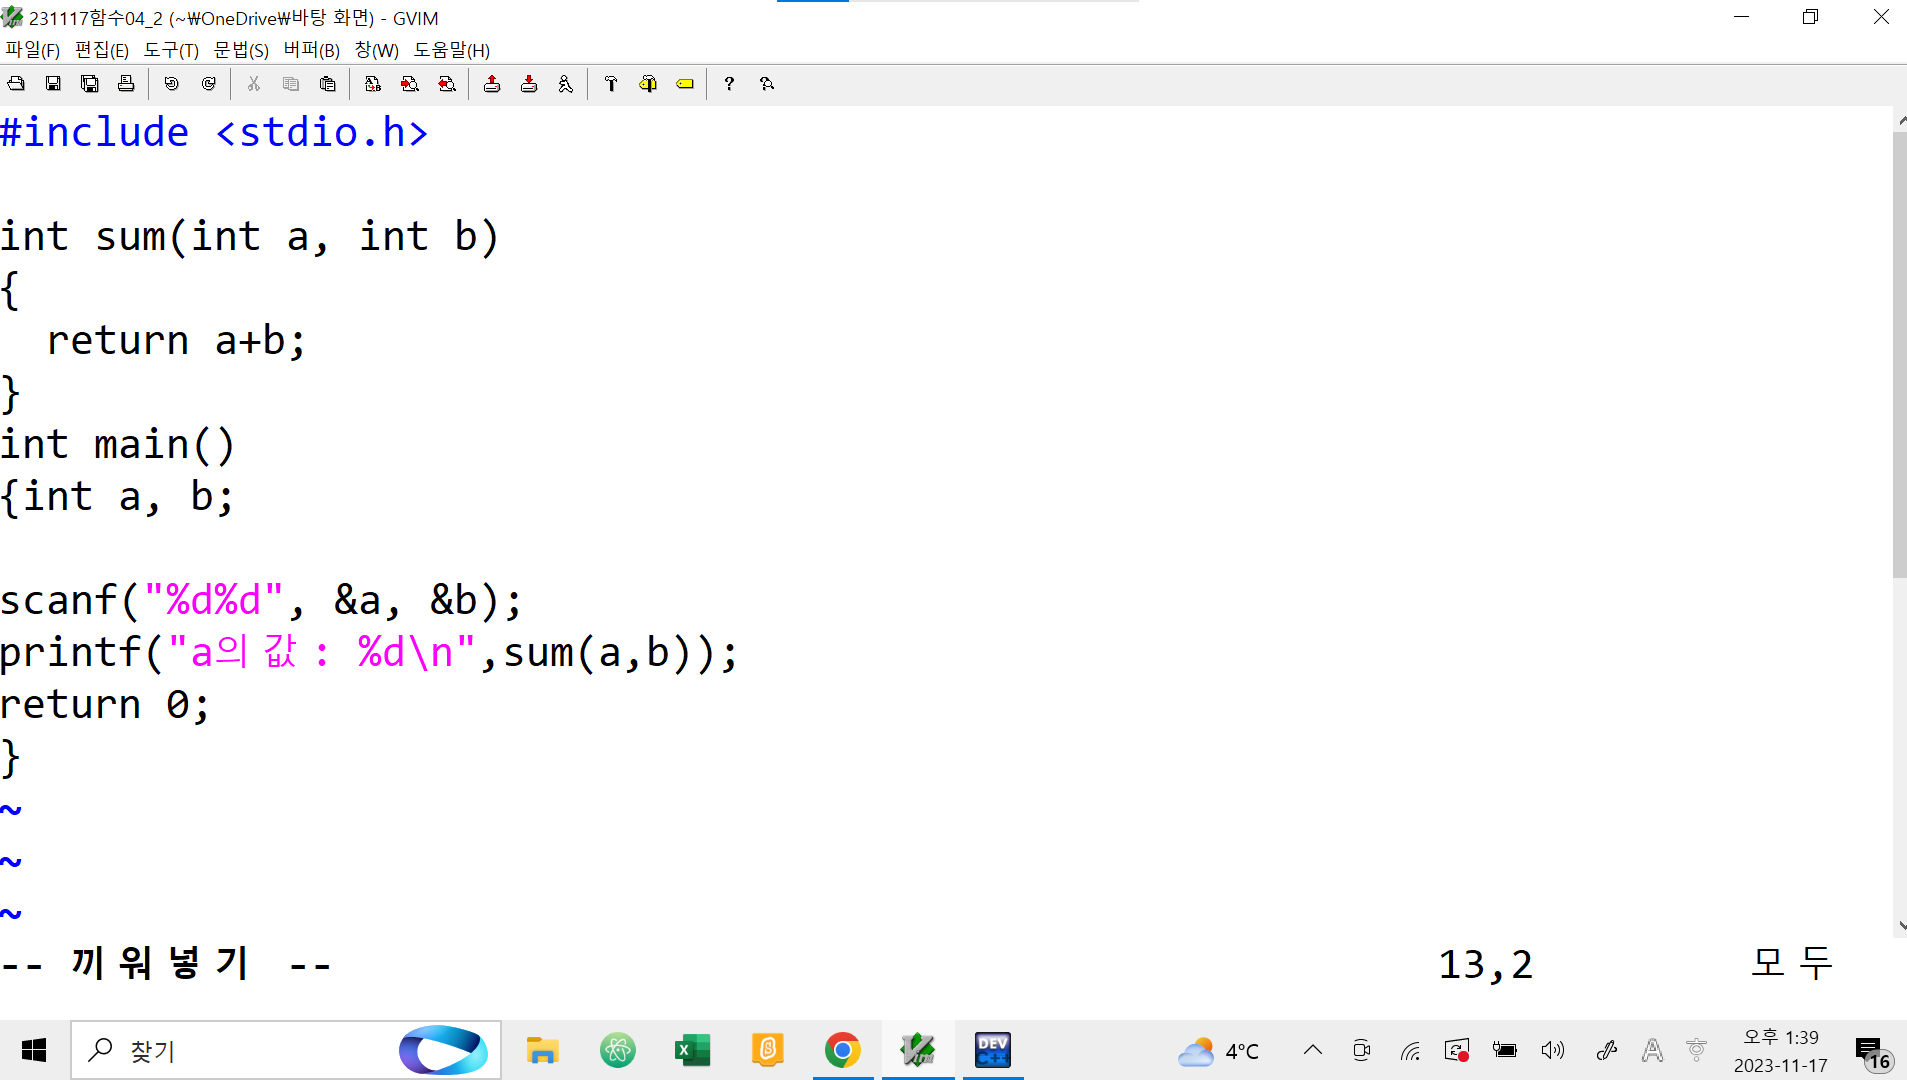 231117함수04_2 (~₩OneDrive₩바탕 화면) - GVIM
파일(F) 편집(E) 도구(T) 문법(S) 버퍼(B) 창(W) 도움말(H)
#include <stdio.h>
int sum(int a, int b)
{
  return a+b;
}
int main()
{int a, b;
scanf("%d%d", &a, &b);
printf("a의 값 : %d\n",sum(a,b));
return 0;
}
~
~
~
-- 끼워넣기 -- 13,2 모두
찾기
DEV C++
4°C
오후 1:39
2023-11-17
16